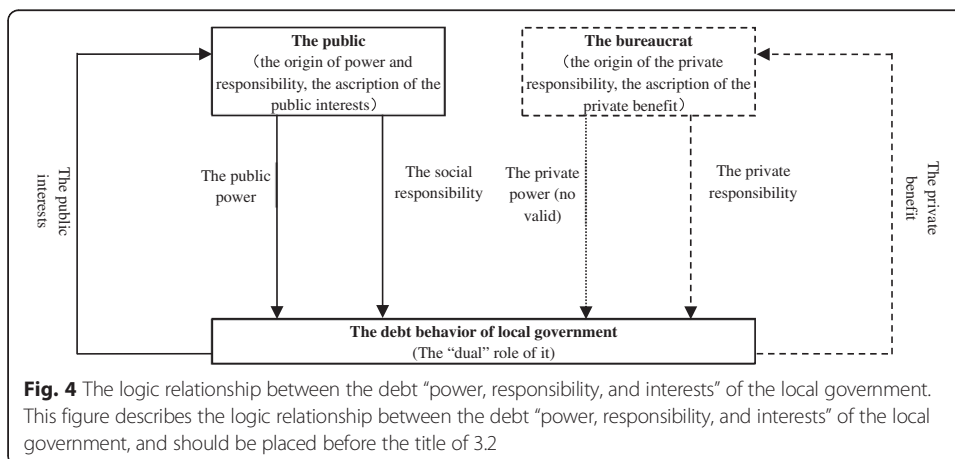 The public
(the origin of power and
responsibility, the ascription of the
public interests)
The bureaucrat
(the origin of the private
responsibility, the ascription of the
private benefit)
The public
interests
The public
power
The social
responsibility
The private
power (no
valid)
The private
responsibility
The private
benefit
The debt behavior of local government
(The “dual” role of it)
Fig. 4 The logic relationship between the debt “power, responsibility, and interests” of the local government.
This figure describes the logic relationship between the debt “power, responsibility, and interests” of the local
government, and should be placed before the title of 3.2